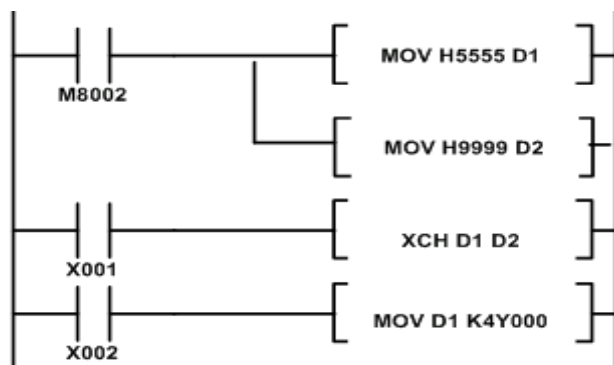 MOV H5555 D1
M8002
MOV H9999 D2
XCH D1 D2
X001
MOV D1 K4Y000
X002